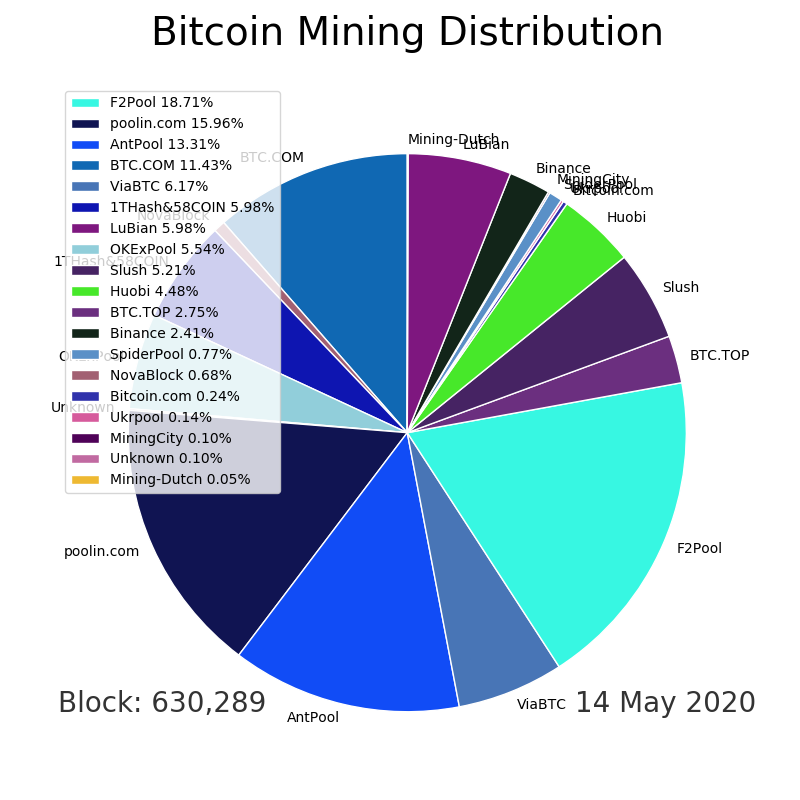 Bitcoin Mining Distribution
F2Pool 18.71%
poolin.com 15.96%
AntPool 13.31%
BTC.COM 11.43%
ViaBTC 6.17%
1THash&58COIN 5.98%
LuBian 5.98%
OKExPool 5.54%
Slush 5.21%
Huobi 4.48%
BTC.TOP 2.75%
Binance 2.41%
SpiderPool 0.77%
NovaBlock 0.68%
Bitcoin.com 0.24%
Ukrpool 0.14%
MiningCity 0.10%
Unknown 0.10%
Mining-Dutch 0.05%
Mining-Dutch
LuBian
Binance
MiningCity
SpiderPool
Bitcoin.com
Huobi
Slush
BTC.TOP
F2Pool
ViaBTC
AntPool
poolin.com
Unknown
1THash&58COIN
NovaBlock
BTC.COM
Block: 630,289
14 May 2020